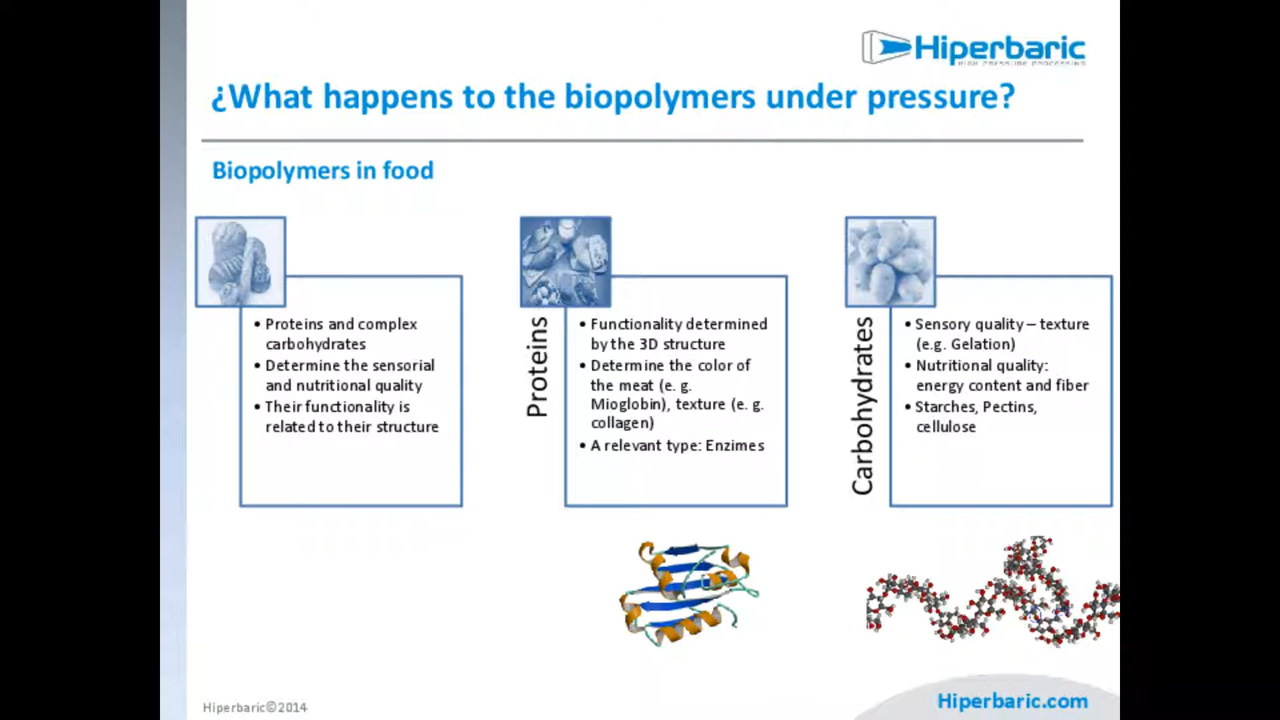 Hiperbaric
HIGH PRESSURE PROCESSING
¿What happens to the biopolymers under pressure?
Biopolymers in food
• Proteins and complex
carbohydrates
• Determine the sensorial
and nutritional quality
• Their functionality is
related to their structure
Proteins
• Functionality determined
by the 3D structure
• Determine the color of
the meat (e. g.
Mioglobin), texture (e. g.
collagen)
• A relevant type: Enzimes
Carbohydrates
• Sensory quality – texture
(e.g. Gelation)
• Nutritional quality:
energy content and fiber
• Starches, Pectins,
cellulose
Hiperbaric©2014
Hiperbaric.com